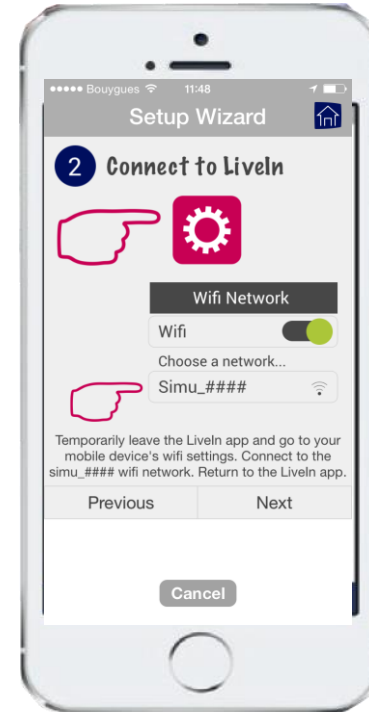 Bouygues 11:48
Setup Wizard
2 Connect to LiveIn
Wifi Network
Wifi
Choose a network...
Simu_####
Temporarily leave the LiveIn app and go to your
mobile device's wifi settings. Connect to the
simu_#### wifi network. Return to the LiveIn app.
Previous Next
Cancel